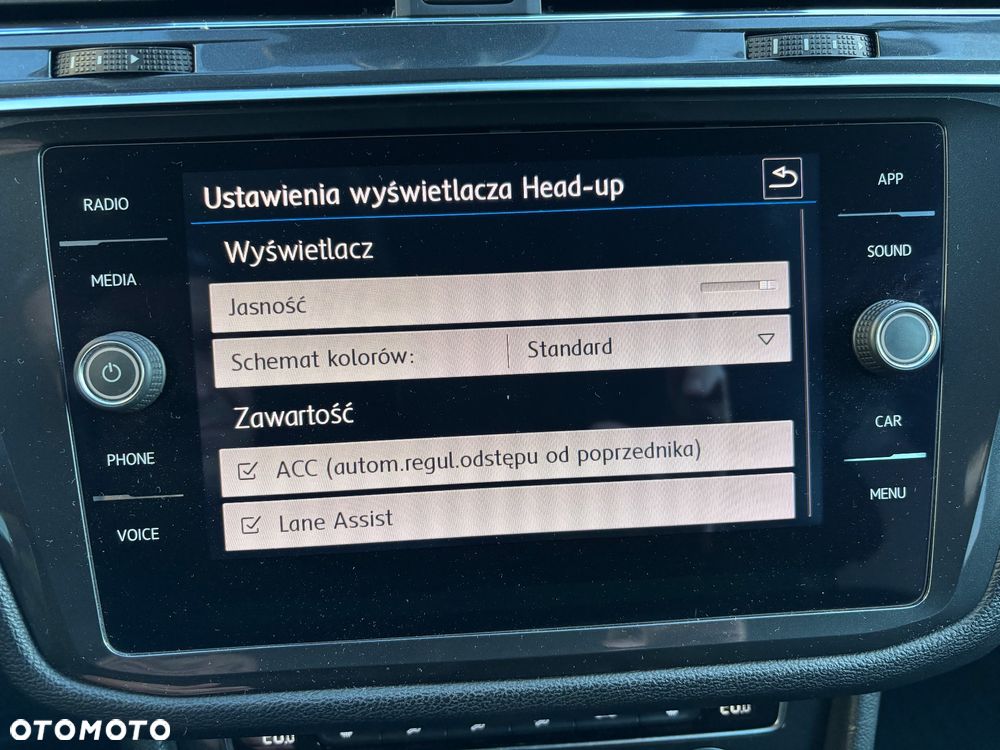 RADIO
MEDIA
PHONE
VOICE
Ustawienia wyświetlacza Head-up
Wyświetlacz
Jasność
Schemat kolorów: Standard
Zawartość
ACC (autom.regul.odstępu od poprzednika)
Lane Assist
APP
SOUND
CAR
MENU
OTOMOTO